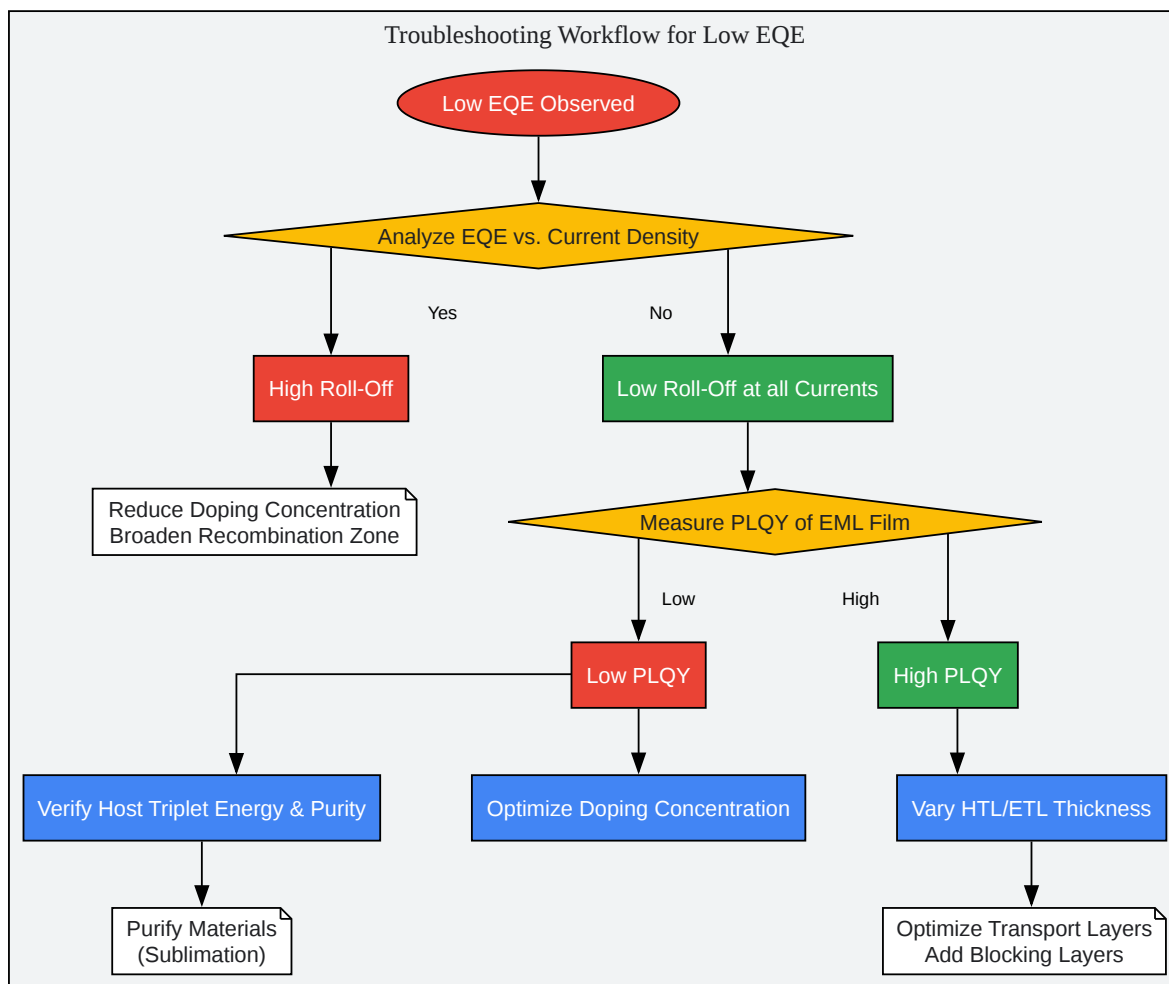 Troubleshooting Workflow for Low EQE
Low EQE Observed
Analyze EQE vs. Current Density
Yes
No
High Roll-Off
Low Roll-Off at all Currents
Reduce Doping Concentration
Broaden Recombination Zone
Measure PLQY of EML Film
Low
High
Low PLQY
High PLQY
Verify Host Triplet Energy & Purity
Optimize Doping Concentration
Vary HTL/ETL Thickness
Purify Materials
(Sublimation)
Optimize Transport Layers
Add Blocking Layers